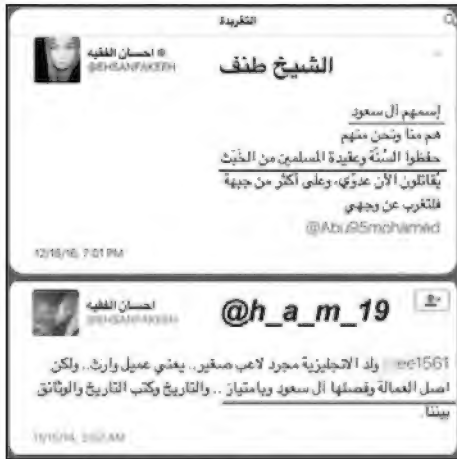 التغريدة
احسان الفقيه
@EHSANFAKEEH
الشيخ طنف
إسمهم آل سعود
هم منا ونحن منهم
حفظوا السُنّة وعقيدة المسلمين من الخَبَث
يُقاتلون الآن عدوّي، وعلى أكثر من جبهة
فلتغرب عن وجهي
@Abu95mohamed
12/16/16, 7:01 PM
احسان الفقيه
@EHSANFAKEEH
@h_a_m_19
ولد الانجليزية مجرد لاعب صغير.. يعني عميل وارث.. ولكن
اصل العمالة وفصلها آل سعود وبامتياز .. والتاريخ وكتب التاريخ والوثائق
بيننا.